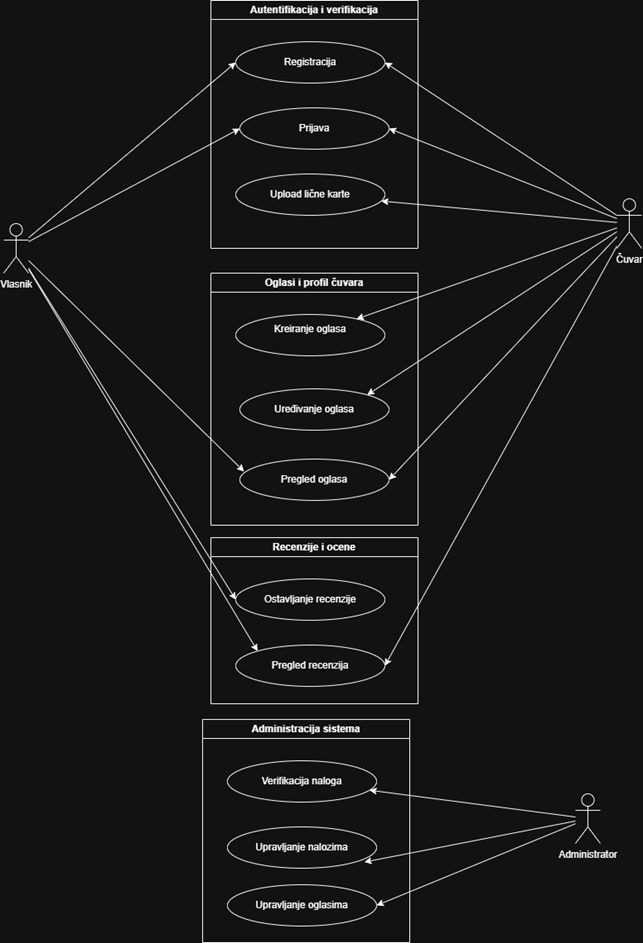 Autentifikacija i verifikacija
Registracija
Prijava
Upload lične karte
Vlasnik
Čuvar
Oglasi i profil čuvara
Kreiranje oglasa
Uređivanje oglasa
Pregled oglasa
Recenzije i ocene
Ostavljanje recenzije
Pregled recenzija
Administracija sistema
Verifikacija naloga
Upravljanje nalozima
Administrator
Upravljanje oglasima